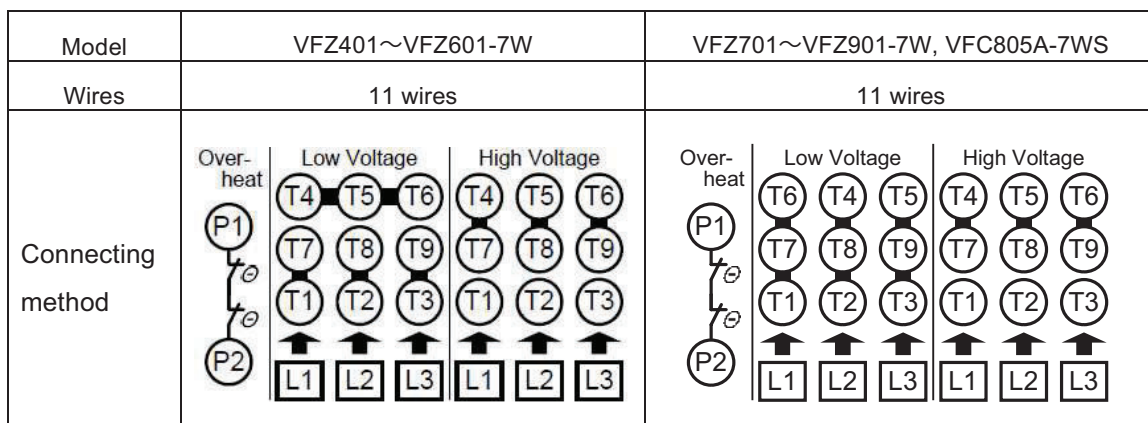 Model
VFZ401～VFZ601-7W
VFZ701～VFZ901-7W, VFC805A-7WS
Wires
11 wires
11 wires
Connecting
method
Over-
heat
Low Voltage
High Voltage
P1
Θ
Θ
P2
T4 T5 T6 T4 T5 T6
T7 T8 T9 T7 T8 T9
T1 T2 T3 T1 T2 T3
L1 L2 L3 L1 L2 L3
Over-
heat
Low Voltage
High Voltage
P1
Θ
Θ
P2
T6 T4 T5 T4 T5 T6
T7 T8 T9 T7 T8 T9
T1 T2 T3 T1 T2 T3
L1 L2 L3 L1 L2 L3